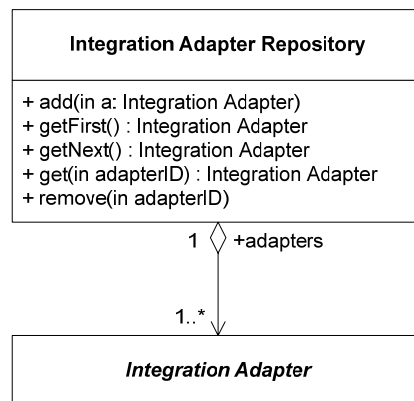 Integration Adapter Repository
+ add(in a: Integration Adapter)
+ getFirst() : Integration Adapter
+ getNext() : Integration Adapter
+ get(in adapterID) : Integration Adapter
+ remove(in adapterID)
1 +adapters
1..*
Integration Adapter